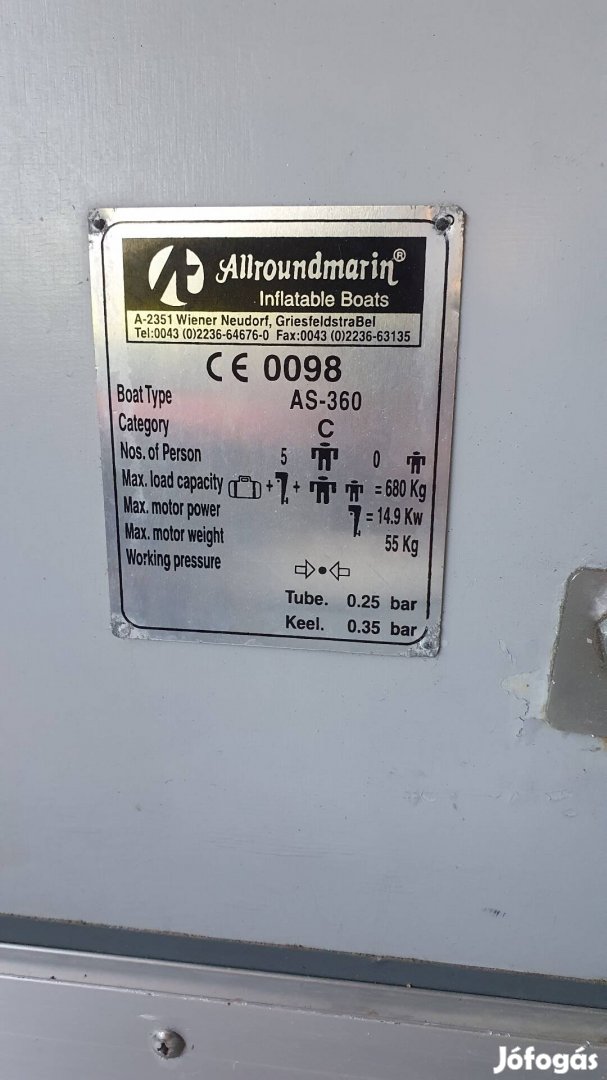 Allroundmarin®
Inflatable Boats
A-2351 Wiener Neudorf, GriesfeldstraBel
Tel:0043 (0)2236-64676-0 Fax:0043 (0)2236-63135
CE 0098
Boat Type AS-360
Category C
Nos. of Person 5 0
Max. load capacity + + = 680 Kg
Max. motor power = 14.9 Kw
Max. motor weight 55 Kg
Working pressure
Tube. 0.25 bar
Keel. 0.35 bar
Jófogás